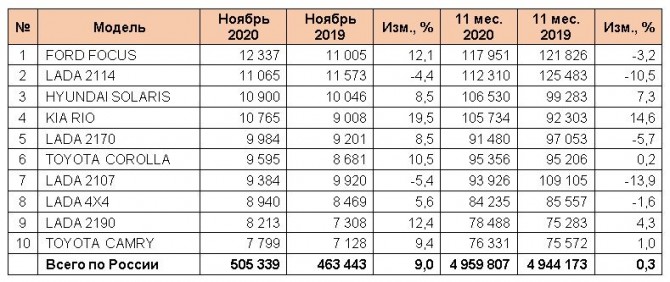 № Модель Ноябрь 2020 Ноябрь 2019 Изм., % 11 мес. 2020 11 мес. 2019 Изм., %
1 FORD FOCUS 12 337 11 005 12,1 117 951 121 826 -3,2
2 LADA 2114 11 065 11 573 -4,4 112 310 125 483 -10,5
3 HYUNDAI SOLARIS 10 900 10 046 8,5 106 530 99 283 7,3
4 KIA RIO 10 765 9 008 19,5 105 734 92 303 14,6
5 LADA 2170 9 984 9 201 8,5 91 480 97 053 -5,7
6 TOYOTA COROLLA 9 595 8 681 10,5 95 356 95 206 0,2
7 LADA 2107 9 384 9 920 -5,4 93 926 109 105 -13,9
8 LADA 4X4 8 940 8 469 5,6 84 235 85 557 -1,6
9 LADA 2190 8 213 7 308 12,4 78 488 75 283 4,3
10 TOYOTA CAMRY 7 799 7 128 9,4 76 331 75 572 1,0
Всего по России 505 339 463 443 9,0 4 959 807 4 944 173 0,3